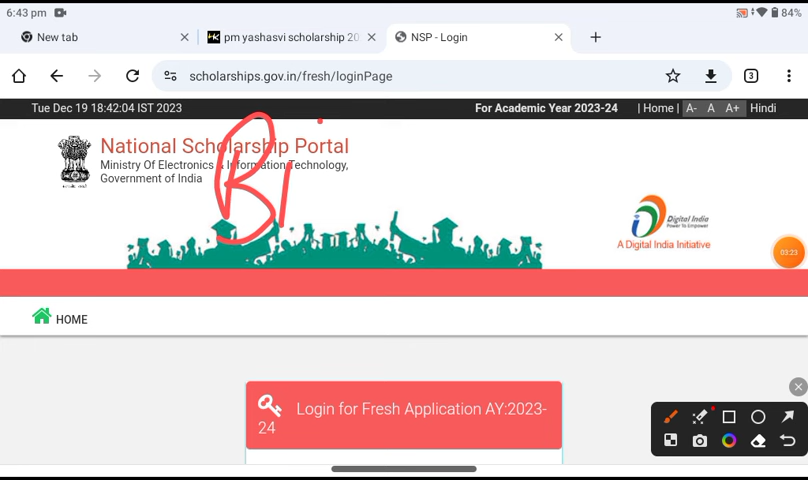 6:43 pm 84%
New tab pm yashasvi scholarship 20 NSP - Login
scholarships.gov.in/fresh/loginPage 3
Tue Dec 19 18:42:04 IST 2023 For Academic Year 2023-24 | Home | A- A A+ Hindi
National Scholarship Portal
Ministry Of Electronics & Information Technology,
Government of India
BI
Digital India
Power To Empower
A Digital India Initiative
03:23
HOME
Login for Fresh Application AY:2023-
24